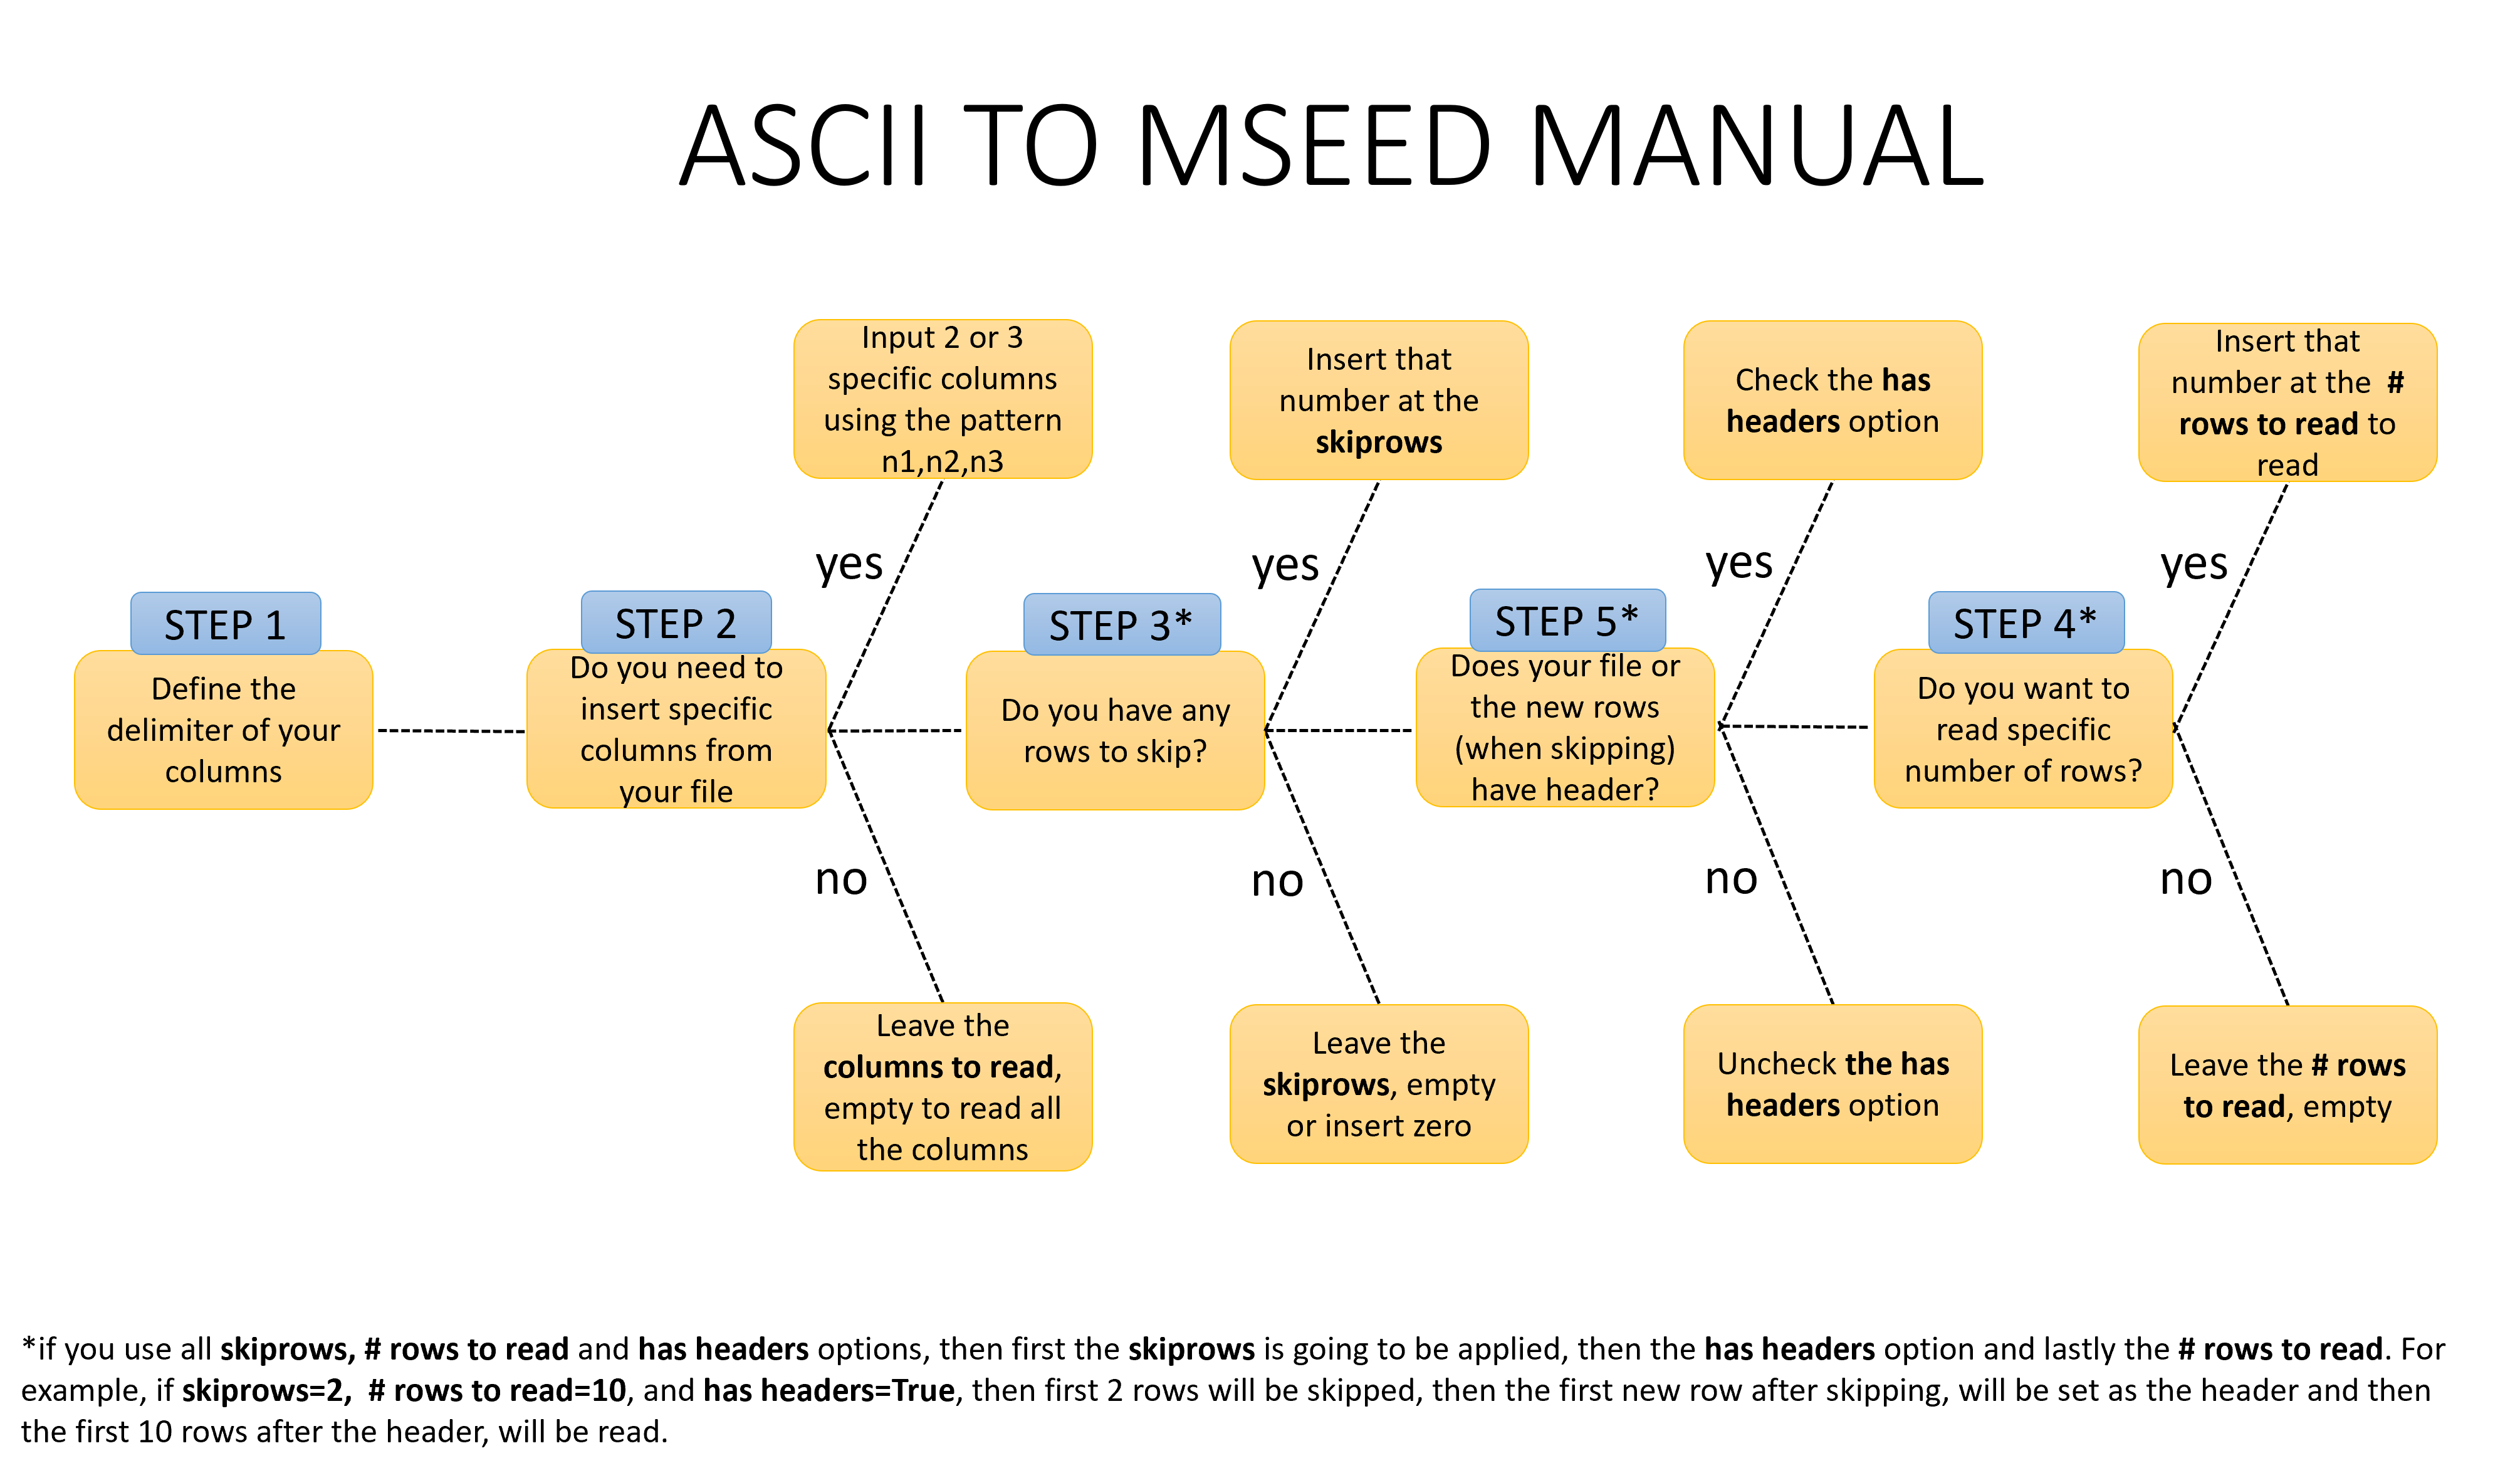 ASCII TO MSEED MANUAL
Input 2 or 3
specific columns
using the pattern
n1,n2,n3
Insert that
number at the
skiprows
Check the has
headers option
Insert that
number at the #
rows to read to
read
yes
yes
yes
yes
STEP 1
Define the
delimiter of your
columns
STEP 2
Do you need to
insert specific
columns from
your file
STEP 3*
Do you have any
rows to skip?
STEP 5*
Does your file or
the new rows
(when skipping)
have header?
STEP 4*
Do you want to
read specific
number of rows?
no
no
no
no
Leave the
columns to read,
empty to read all
the columns
Leave the
skiprows, empty
or insert zero
Uncheck the has
headers option
Leave the # rows
to read, empty
*if you use all skiprows, # rows to read and has headers options, then first the skiprows is going to be applied, then the has headers option and lastly the # rows to read. For
example, if skiprows=2, # rows to read=10, and has headers=True, then first 2 rows will be skipped, then the first new row after skipping, will be set as the header and then
the first 10 rows after the header, will be read.